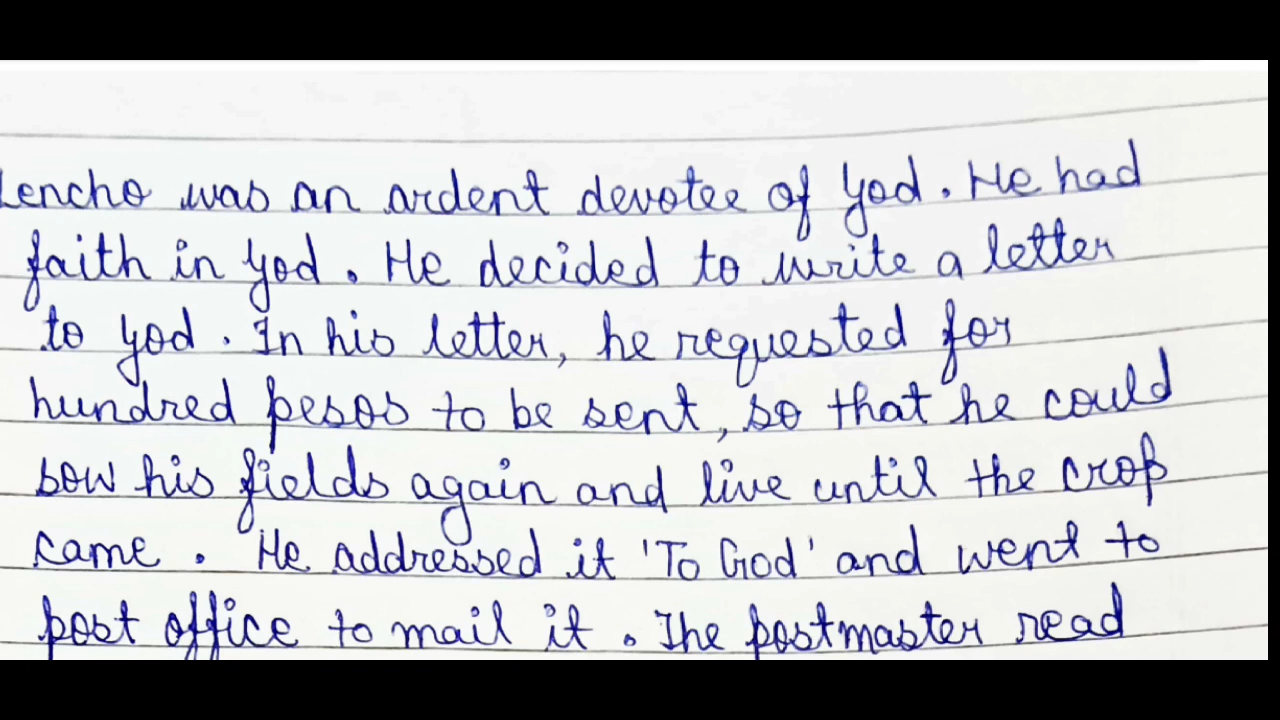 Lencho was an ardent devotee of God. He had
faith in God. He decided to write a letter
to God. In his letter, he requested for
hundred pesos to be sent, so that he could
sow his fields again and live until the crop
came. He addressed it 'To God' and went to
post office to mail it. The postmaster read